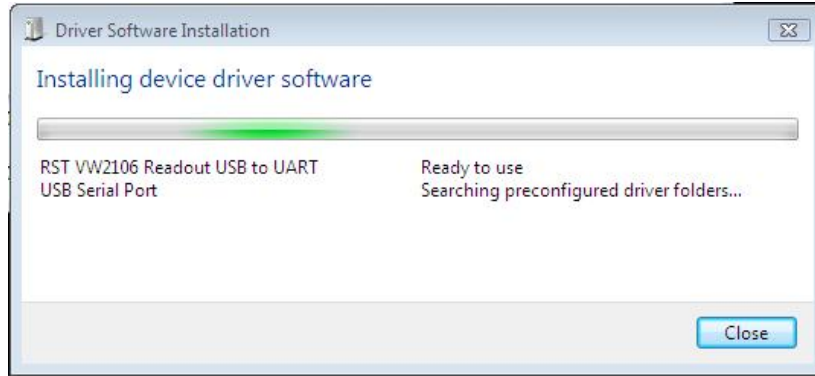 Driver Software Installation
Installing device driver software
RST VW2106 Readout USB to UART Ready to use
USB Serial Port Searching preconfigured driver folders...
Close